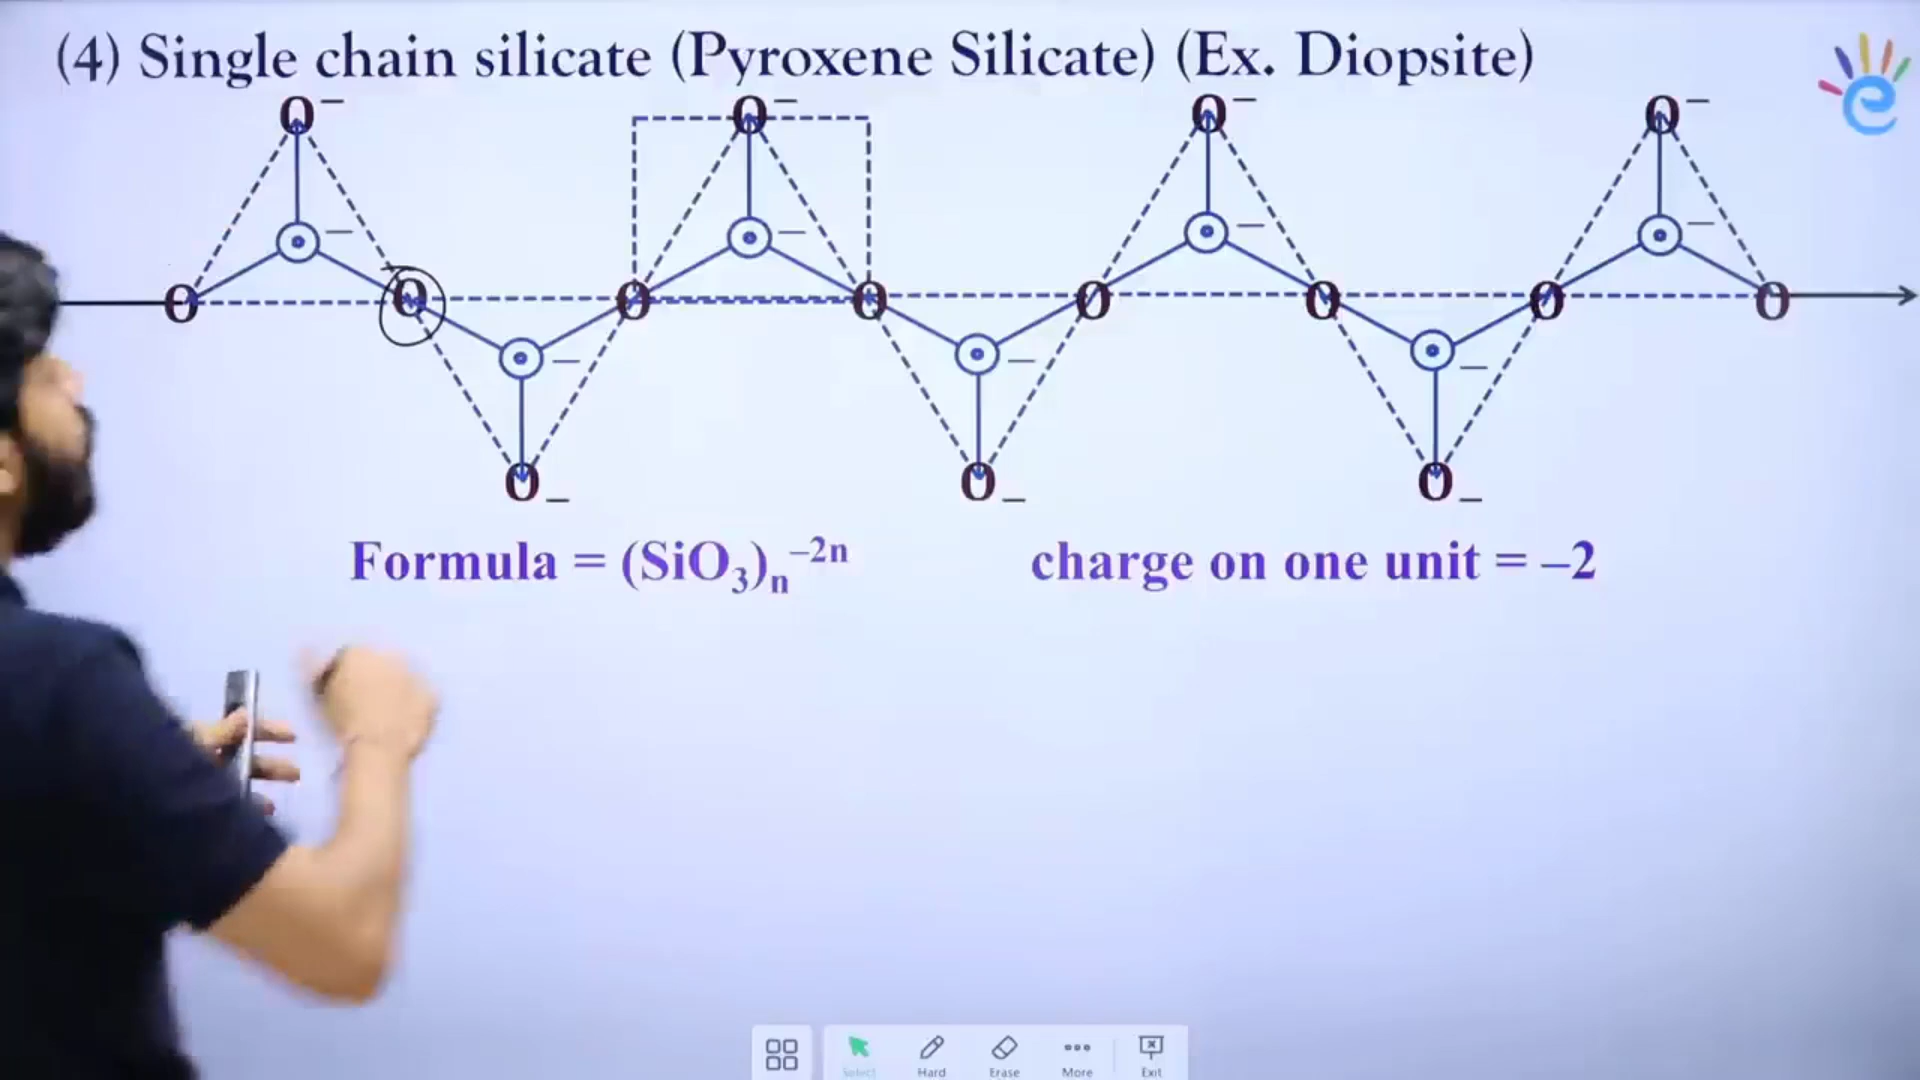 (4) Single chain silicate (Pyroxene Silicate) (Ex. Diopsite)
O⁻ O⁻ O⁻ O⁻
– – – –
O O O O O O O O
– – –
O– O– O–
Formula = (SiO₃)ₙ⁻²ⁿ charge on one unit = –2
Select Hard Erase More Exit